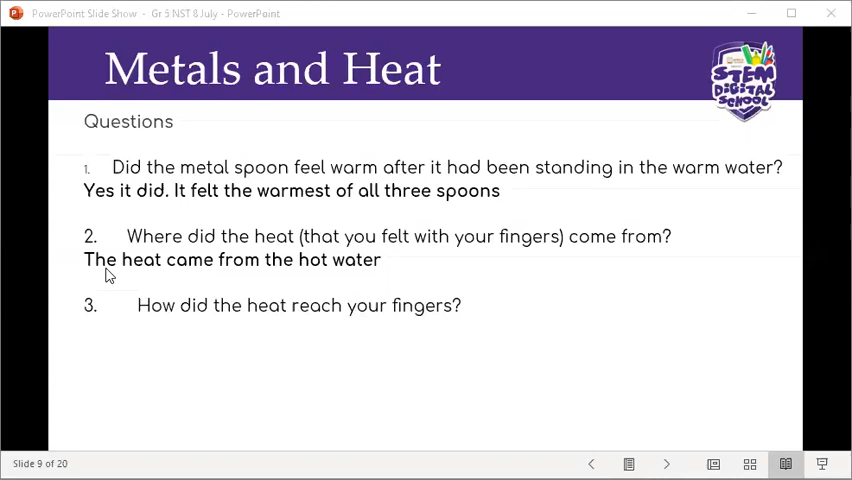 PowerPoint Slide Show - Gr 5 NST 8 July - PowerPaint
Metals and Heat
STEM
DIGITAL
SCHOOL
Questions
1. Did the metal spoon feel warm after it had been standing in the warm water?
Yes it did. It felt the warmest of all three spoons
2. Where did the heat (that you felt with your fingers) come from?
The heat came from the hot water
3. How did the heat reach your fingers?
Slide 9 of 20